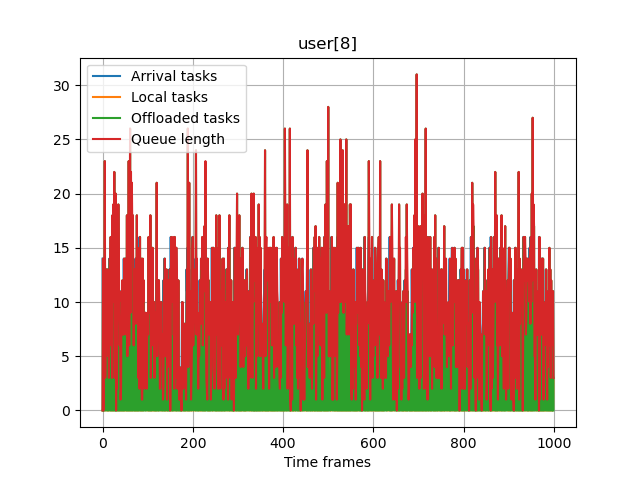 user[8]
Arrival tasks
Local tasks
Offloaded tasks
Queue length
30
25
20
15
10
5
0
0 200 400 600 800 1000
Time frames